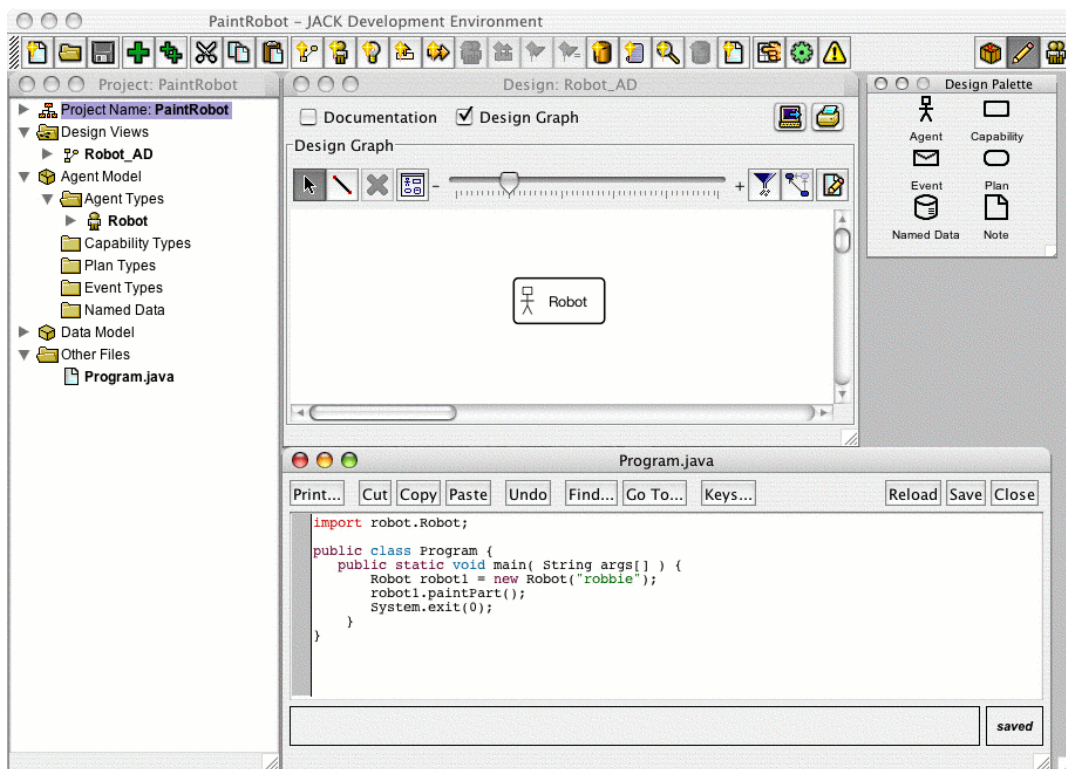 PaintRobot – JACK Development Environment
Project: PaintRobot
Project Name: PaintRobot
Design Views
Robot_AD
Agent Model
Agent Types
Robot
Capability Types
Plan Types
Event Types
Named Data
Data Model
Other Files
Program.java
Design: Robot_AD
Documentation
Design Graph
Design Graph
- +
Robot
Design Palette
Agent Capability
Event Plan
Named Data Note
Program.java
Print... Cut Copy Paste Undo Find... Go To... Keys... Reload Save Close
import robot.Robot;
public class Program {
public static void main( String args[] ) {
Robot robot1 = new Robot("robbie");
robot1.paintPart();
System.exit(0);
}
}
saved